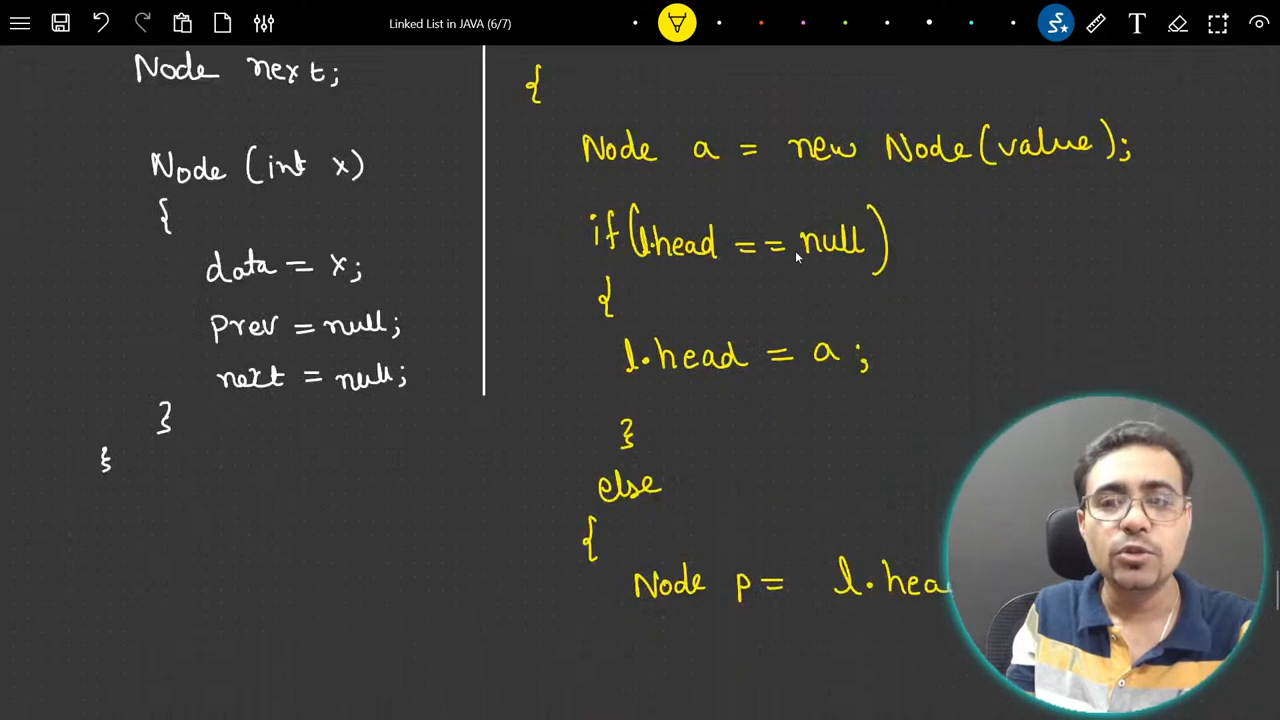 Linked List in JAVA (6/7)
Node next;
Node (int x)
{
data = x;
prev = null;
next = null;
}
}
{
Node a = new Node(value);
if(l.head == null)
{
l.head = a ;
}
else
{
Node p = l.hea